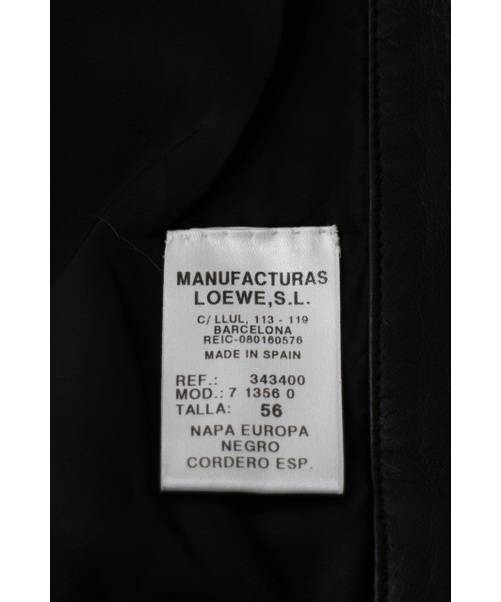 MANUFACTURAS
LOEWE,S.L.
C/ LLUL, 113 - 119
BARCELONA
REIC-080160576
MADE IN SPAIN
REF.: 343400
MOD.: 7 1356 0
TALLA: 56
NAPA EUROPA
NEGRO
CORDERO ESP.